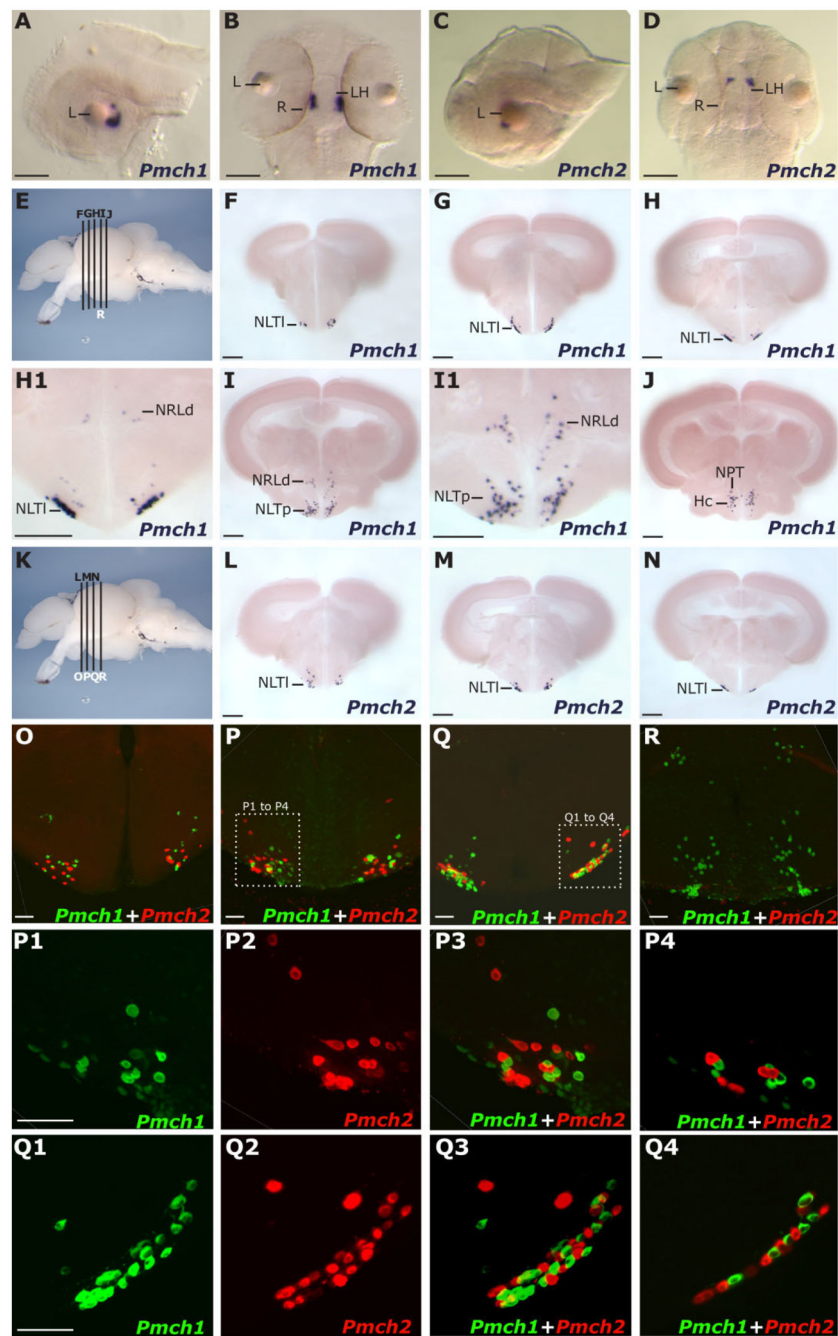 A
L
Pmch1
B
L
R
LH
Pmch1
C
L
Pmch2
D
L
R
LH
Pmch2
E
FGHIJ
R
F
NLTl
Pmch1
G
NLTl
Pmch1
H
NLTl
Pmch1
H1
NRLd
NLTl
Pmch1
I
NRLd
NLTp
Pmch1
I1
NRLd
NLTp
Pmch1
J
NPT
Hc
Pmch1
K
LMN
OPQR
L
NLTl
Pmch2
M
NLTl
Pmch2
N
NLTl
Pmch2
O
Pmch1+Pmch2
P
P1 to P4
Pmch1+Pmch2
Q
Q1 to Q4
Pmch1+Pmch2
R
Pmch1+Pmch2
P1
Pmch1
P2
Pmch2
P3
Pmch1+Pmch2
P4
Pmch1+Pmch2
Q1
Pmch1
Q2
Pmch2
Q3
Pmch1+Pmch2
Q4
Pmch1+Pmch2